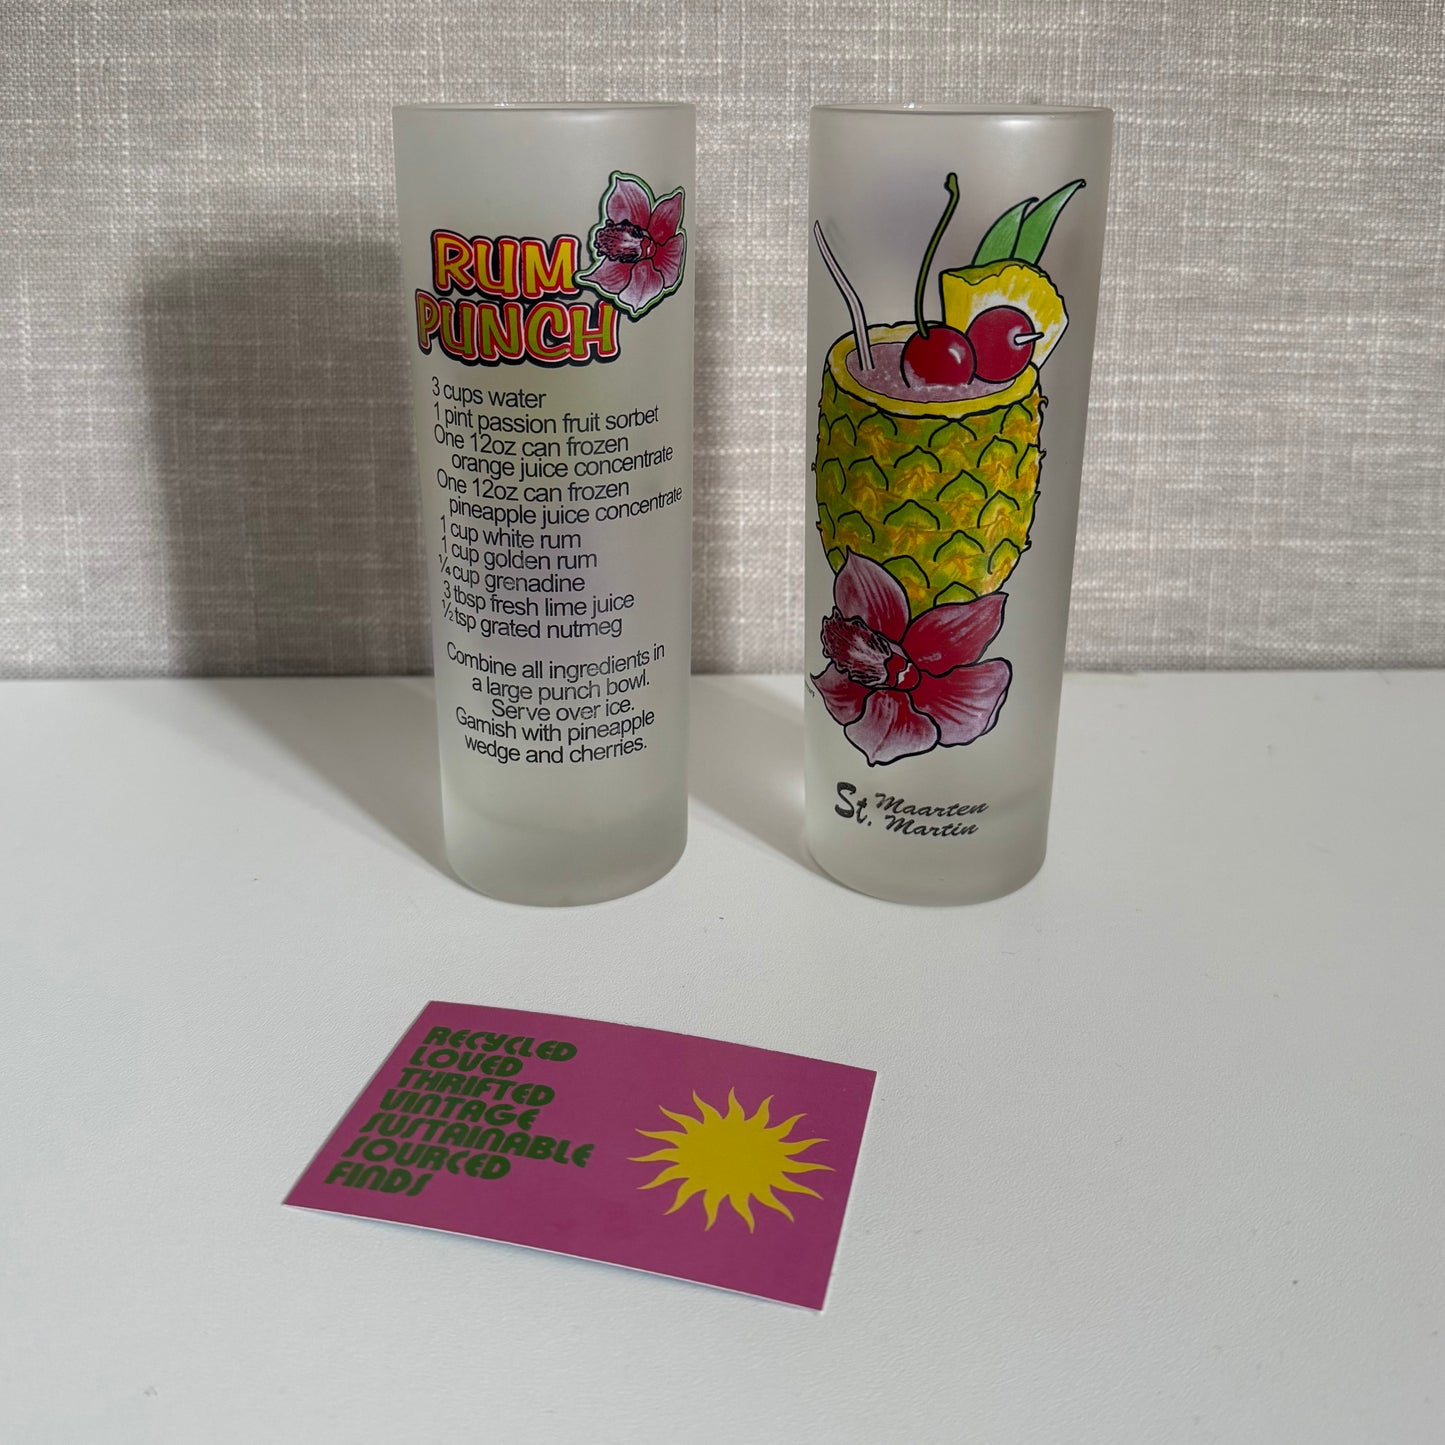 RUM
PUNCH
3 cups water
1 pint passion fruit sorbet
One 12oz can frozen
orange juice concentrate
One 12oz can frozen
pineapple juice concentrate
1 cup white rum
1 cup golden rum
¼ cup grenadine
3 tbsp fresh lime juice
½ tsp grated nutmeg
Combine all ingredients in
a large punch bowl.
Serve over ice.
Garnish with pineapple
wedge and cherries.
St. Maarten
Martin
RECYCLED
LOVED
THRIFTED
VINTAGE
SUSTAINABLE
SOURCED
FINDS